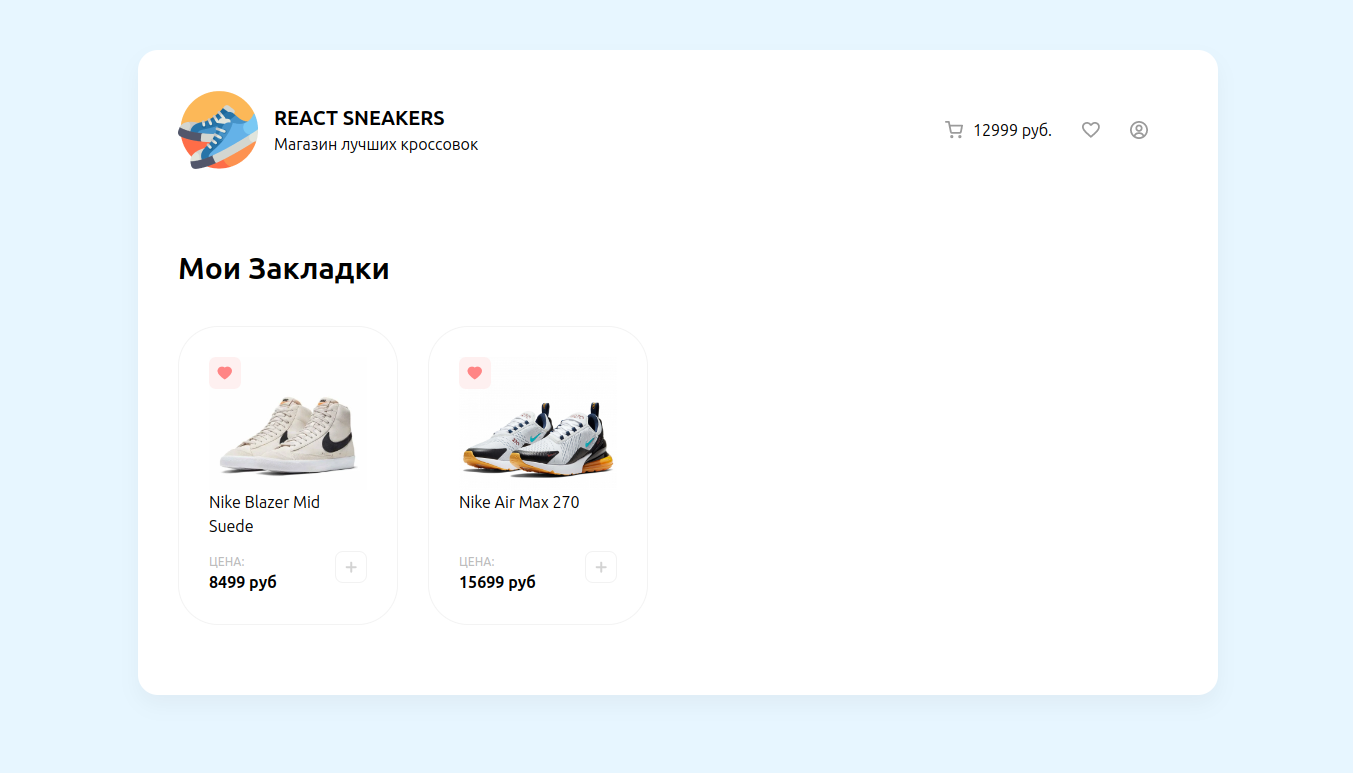 REACT SNEAKERS
Магазин лучших кроссовок
12999 руб.
Мои Закладки
Nike Blazer Mid
Suede
ЦЕНА:
8499 руб
Nike Air Max 270
ЦЕНА:
15699 руб